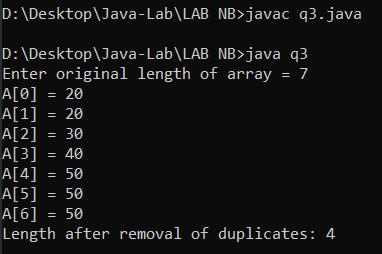 D:\Desktop\Java-Lab\LAB NB>javac q3.java
D:\Desktop\Java-Lab\LAB NB>java q3
Enter original length of array = 7
A[0] = 20
A[1] = 20
A[2] = 30
A[3] = 40
A[4] = 50
A[5] = 50
A[6] = 50
Length after removal of duplicates: 4